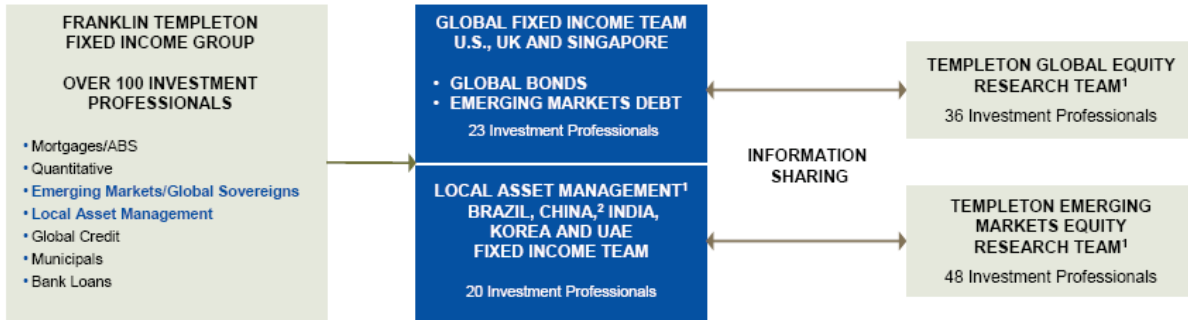 FRANKLIN TEMPLETON
FIXED INCOME GROUP
OVER 100 INVESTMENT
PROFESSIONALS
• Mortgages/ABS
• Quantitative
• Emerging Markets/Global Sovereigns
• Local Asset Management
• Global Credit
• Municipals
• Bank Loans
GLOBAL FIXED INCOME TEAM
U.S., UK AND SINGAPORE
• GLOBAL BONDS
• EMERGING MARKETS DEBT
23 Investment Professionals
LOCAL ASSET MANAGEMENT¹
BRAZIL, CHINA,² INDIA,
KOREA AND UAE
FIXED INCOME TEAM
20 Investment Professionals
INFORMATION
SHARING
TEMPLETON GLOBAL EQUITY
RESEARCH TEAM¹
36 Investment Professionals
TEMPLETON EMERGING
MARKETS EQUITY
RESEARCH TEAM¹
48 Investment Professionals